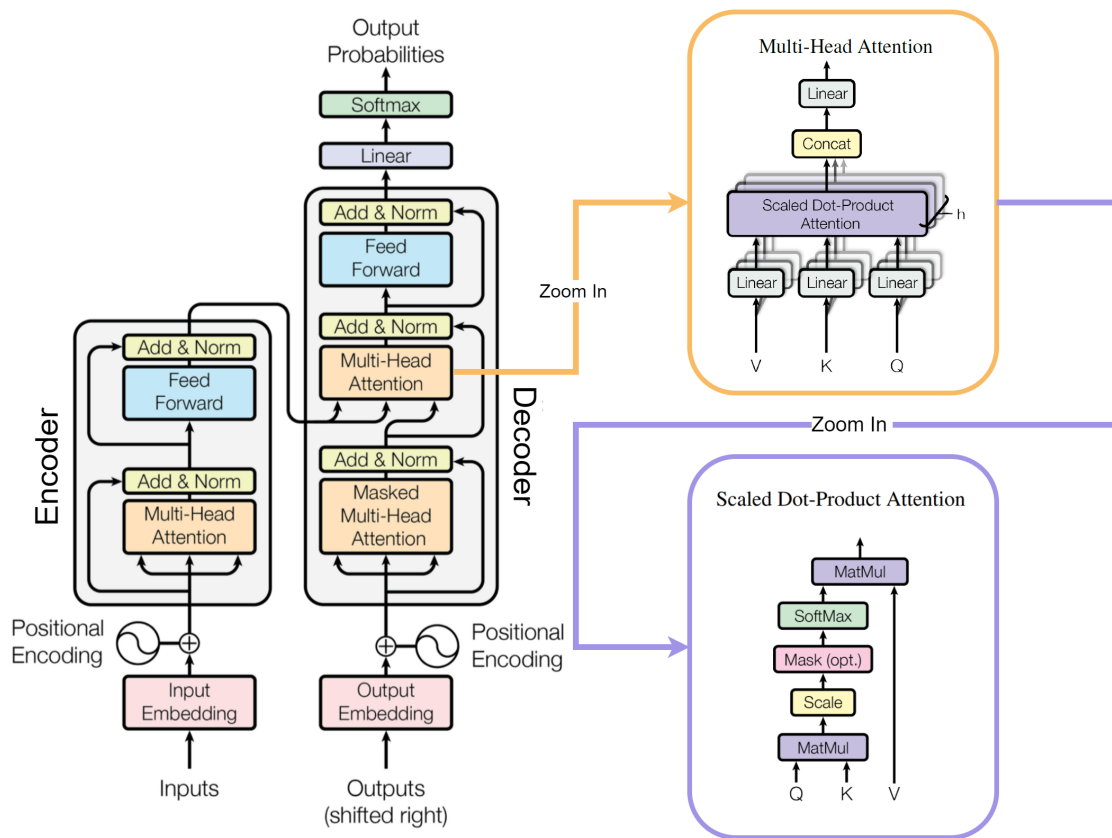 Output
Probabilities
Softmax
Linear
Add & Norm
Feed
Forward
Add & Norm
Multi-Head
Attention
Add & Norm
Masked
Multi-Head
Attention
Decoder
Positional
Encoding
Output
Embedding
Outputs
(shifted right)
Encoder
Add & Norm
Feed
Forward
Add & Norm
Multi-Head
Attention
Positional
Encoding
Input
Embedding
Inputs
Zoom In
Multi-Head Attention
Linear
Concat
Scaled Dot-Product
Attention
h
Linear
Linear
Linear
V
K
Q
Zoom In
Scaled Dot-Product Attention
MatMul
SoftMax
Mask (opt.)
Scale
MatMul
Q
K
V